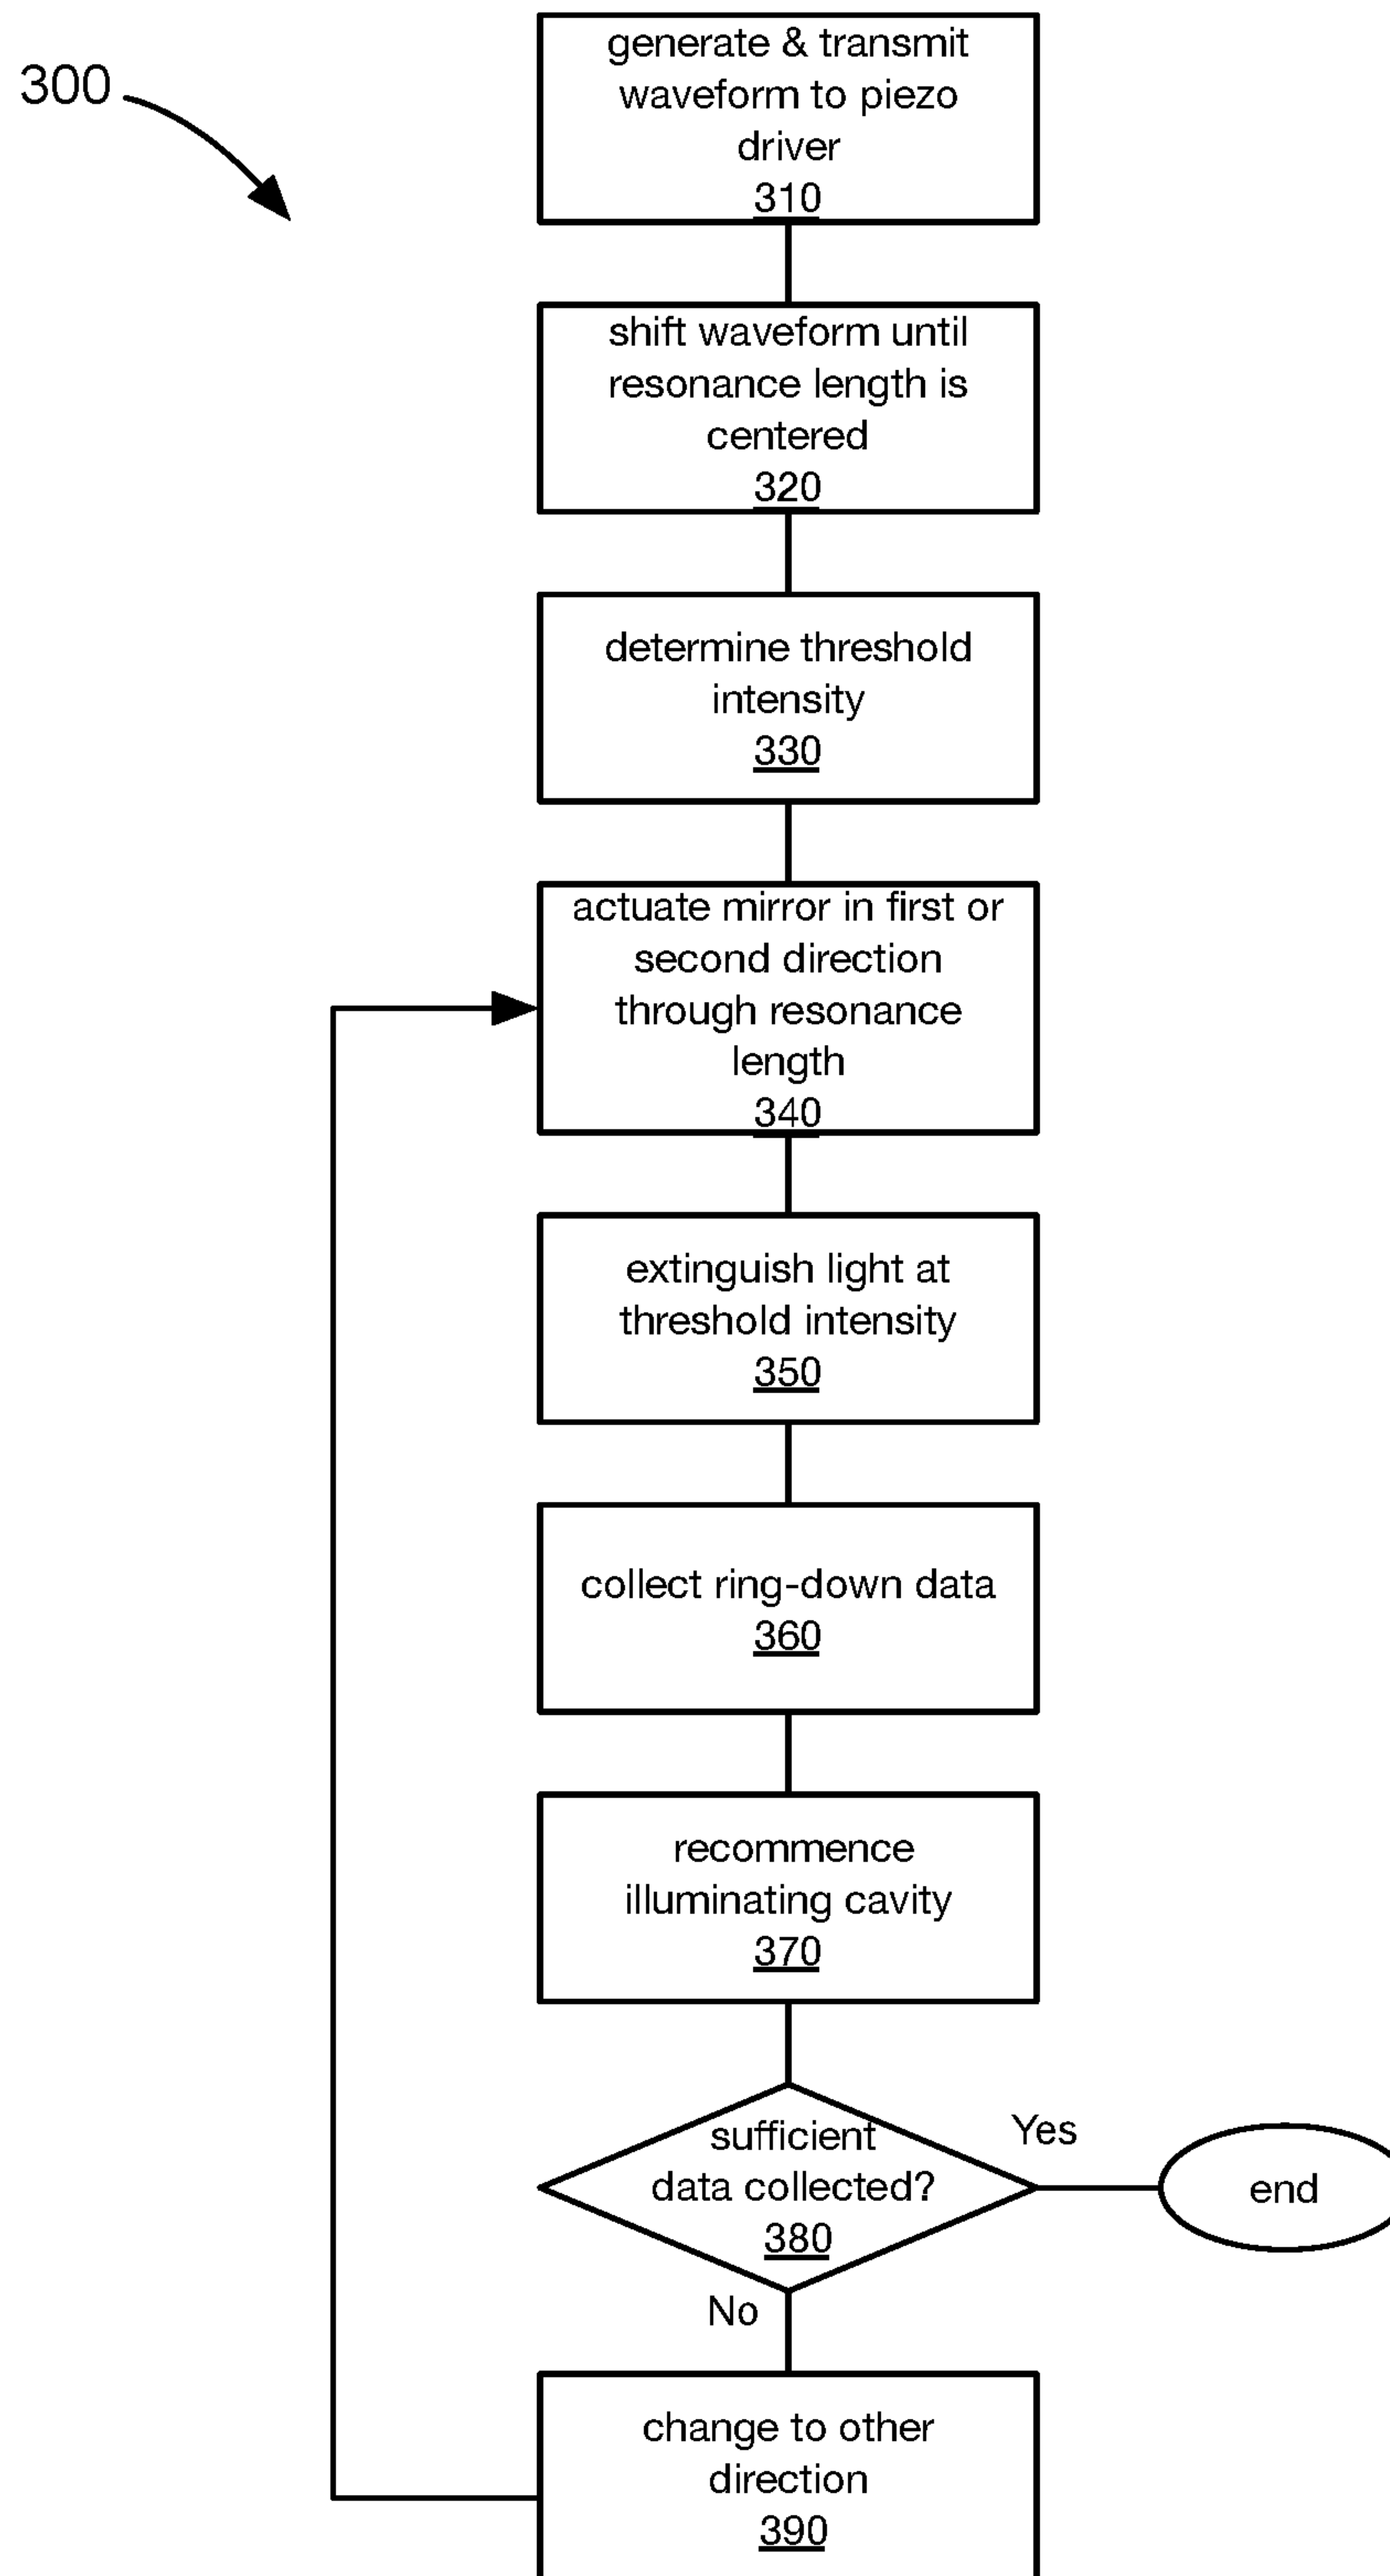 300
generate & transmit
waveform to piezo
driver
310
shift waveform until
resonance length is
centered
320
determine threshold
intensity
330
actuate mirror in first or
second direction
through resonance
length
340
extinguish light at
threshold intensity
350
collect ring-down data
360
recommence
illuminating cavity
370
sufficient
data collected?
380
Yes
end
No
change to other
direction
390